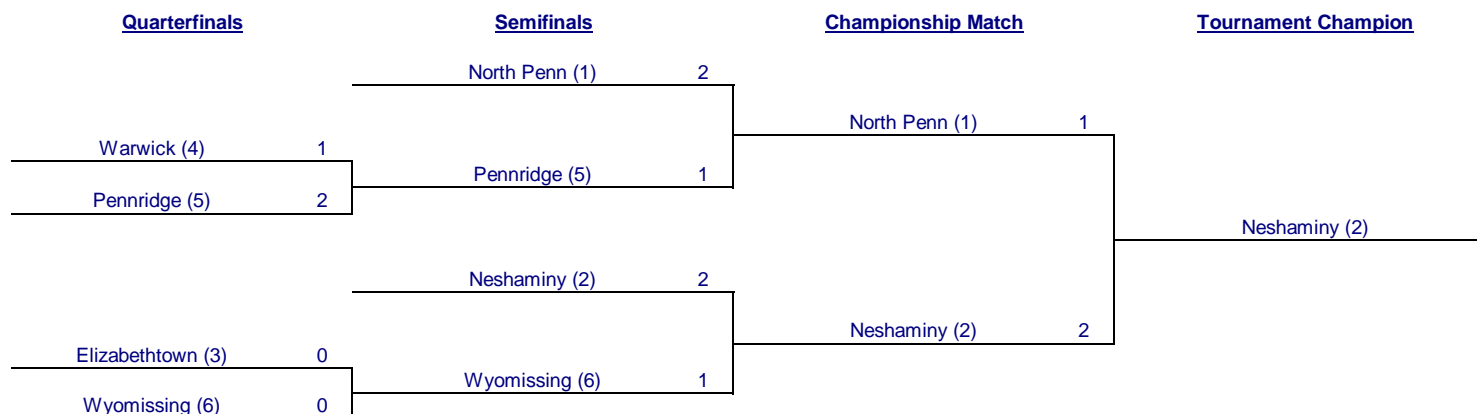 Quarterfinals Semifinals Championship Match Tournament Champion
North Penn (1) 2
North Penn (1) 1
Warwick (4) 1
Pennridge (5) 1
Pennridge (5) 2
Neshaminy (2)
Neshaminy (2) 2
Neshaminy (2) 2
Elizabethtown (3) 0
Wyomissing (6) 1
Wyomissing (6) 0